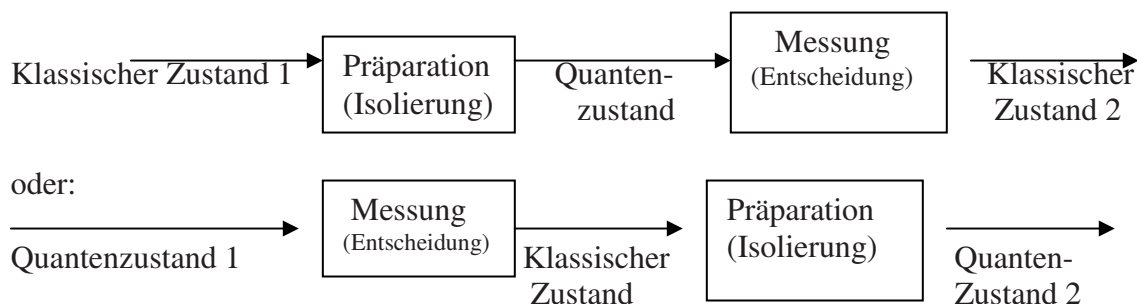 Klassischer Zustand 1
Präparation
(Isolierung)
Quanten-
zustand
Messung
(Entscheidung)
Klassischer
Zustand 2
oder:
Quantenzustand 1
Messung
(Entscheidung)
Klassischer
Zustand
Präparation
(Isolierung)
Quanten-
Zustand 2